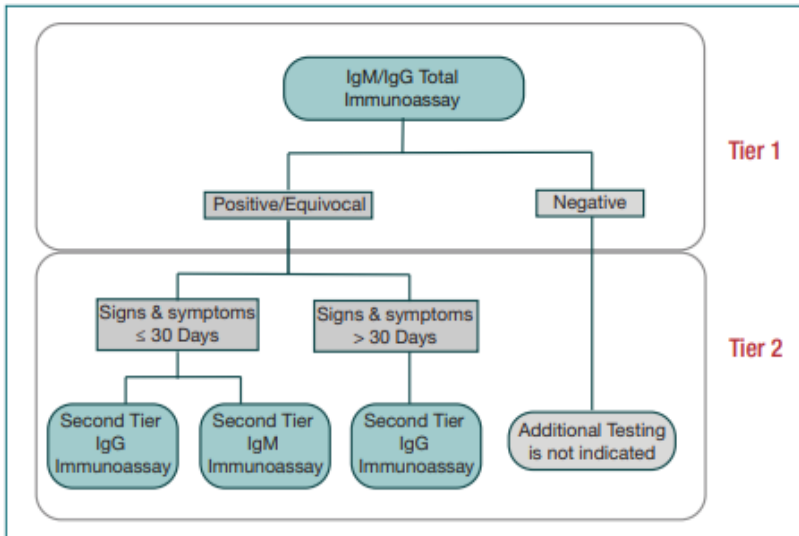 IgM/IgG Total
Immunoassay
Tier 1
Positive/Equivocal
Negative
Signs & symptoms
≤ 30 Days
Signs & symptoms
> 30 Days
Tier 2
Second Tier
IgG
Immunoassay
Second Tier
IgM
Immunoassay
Second Tier
IgG
Immunoassay
Additional Testing
is not indicated